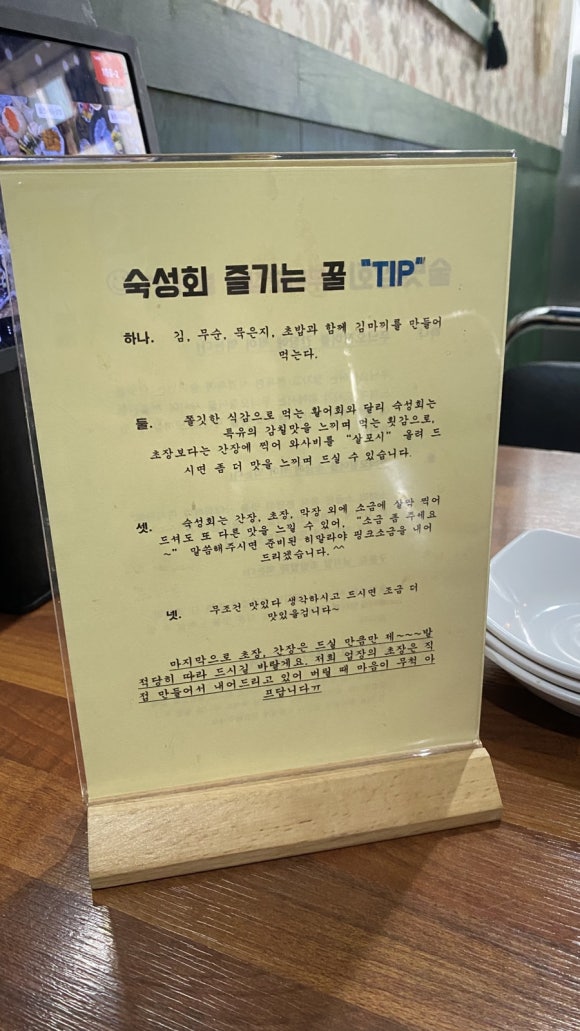 숙성회 즐기는 꿀 "TIP"
하나. 김, 무순, 묵은지, 초밥과 함께 김마끼를 만들어
먹는다.
둘. 쫄깃한 식감으로 먹는 활어회와 달리 숙성회는
특유의 감칠맛을 느끼며 먹는 횟감으로,
초장보다는 간장에 찍어 와사비를 "살포시" 올려 드
시면 좀 더 맛을 느끼며 드실 수 있습니다.
셋. 숙성회는 간장, 초장, 막장 외에 소금에 살짝 찍어
드셔도 또 다른 맛을 느낄 수 있어, "소금 좀 주세요
~" 말씀해주시면 준비된 히말라야 핑크소금을 내어
드리겠습니다.^^
넷. 무조건 맛있다 생각하시고 드시면 조금 더
맛있을겁니다~
마지막으로 초장, 간장은 드실 만큼만 제~~~발
적당히 따라 드시길 바랄게요. 저희 업장의 초장은 직
접 만들어서 내어드리고 있어 버릴 때 마음이 무척 아
프답니다ㅠ